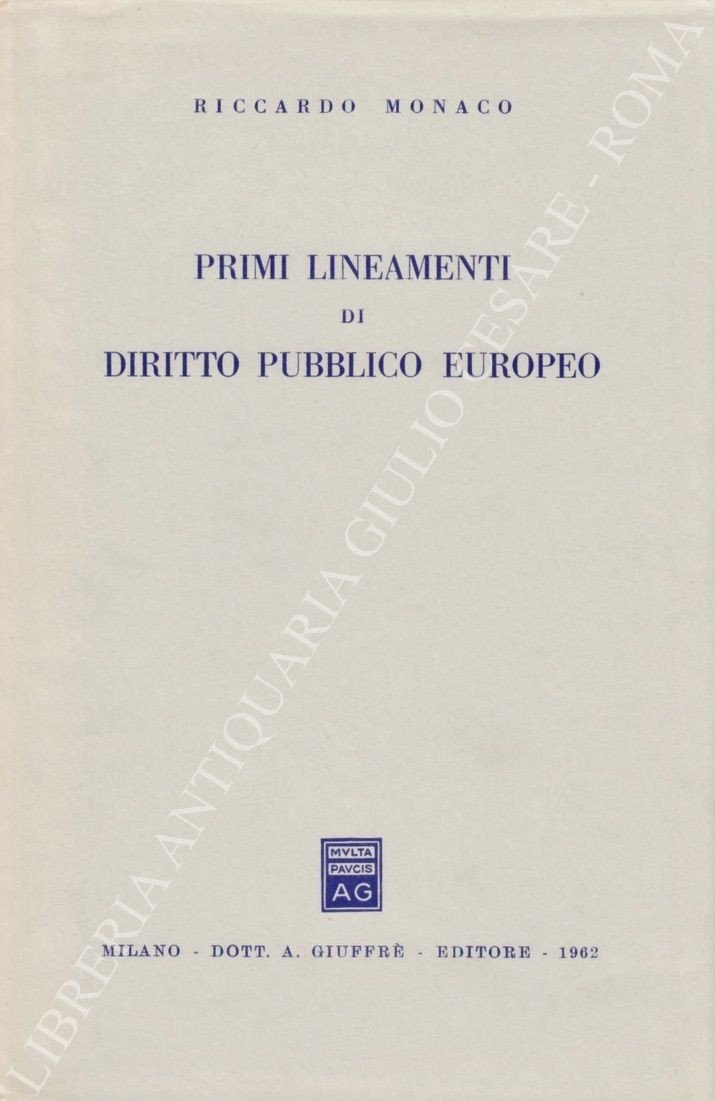 RICCARDO MONACO
PRIMI LINEAMENTI
DI
DIRITTO PUBBLICO EUROPEO
MVLTA
PAVCIS
AG
MILANO - DOTT. A. GIUFFRÈ - EDITORE - 1962
LIBRERIA ANTIQUARIA GIULIO CESARE - ROMA